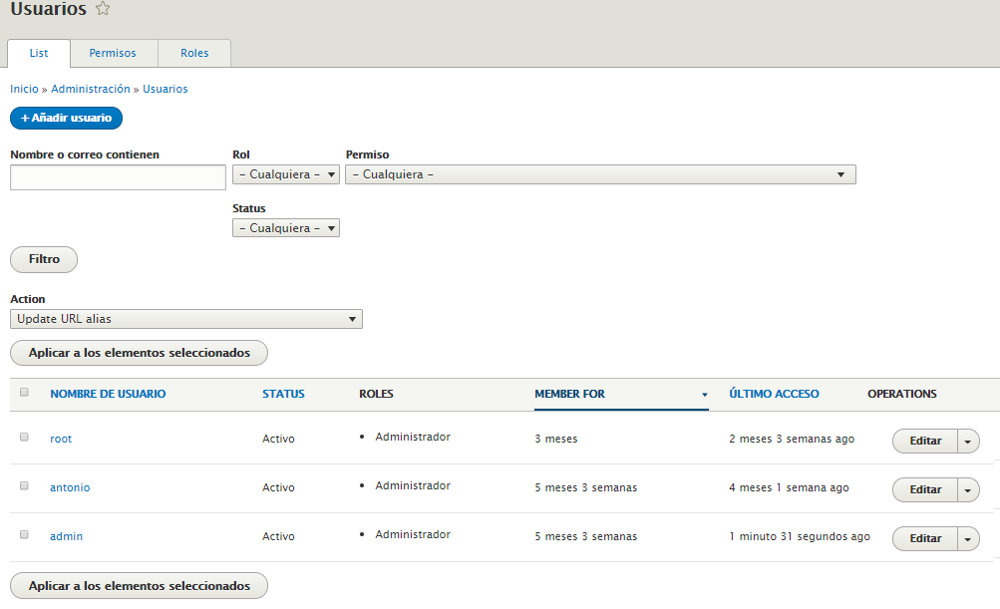 Usuarios
List Permisos Roles
Inicio » Administración » Usuarios
+ Añadir usuario
Nombre o correo contienen Rol Permiso
- Cualquiera - - Cualquiera -
Status
- Cualquiera -
Filtro
Action
Update URL alias
Aplicar a los elementos seleccionados
NOMBRE DE USUARIO STATUS ROLES MEMBER FOR ÚLTIMO ACCESO OPERATIONS
root Activo • Administrador 3 meses 2 meses 3 semanas ago Editar
antonio Activo • Administrador 5 meses 3 semanas 4 meses 1 semana ago Editar
admin Activo • Administrador 5 meses 3 semanas 1 minuto 31 segundos ago Editar
Aplicar a los elementos seleccionados